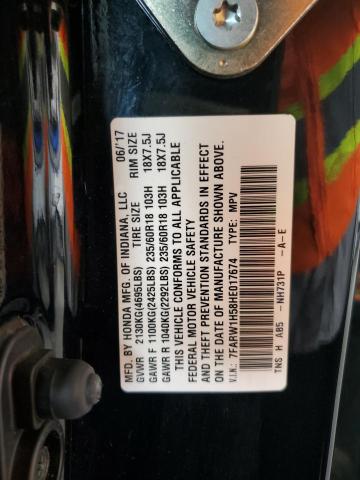 MFD. BY HONDA MFG. OF INDIANA, LLC 06/'17
GVWR 2130KG(4695LBS) TIRE SIZE RIM SIZE
GAWR F 1100KG(2425LBS) 235/60R18 103H 18X7.5J
GAWR R 1040KG(2292LBS) 235/60R18 103H 18X7.5J
THIS VEHICLE CONFORMS TO ALL APPLICABLE
FEDERAL MOTOR VEHICLE SAFETY
AND THEFT PREVENTION STANDARDS IN EFFECT
ON THE DATE OF MANUFACTURE SHOWN ABOVE.
V.I.N.: 7FARW1H58HE017674 TYPE: MPV
TNS H A85 -NH731P -A-E